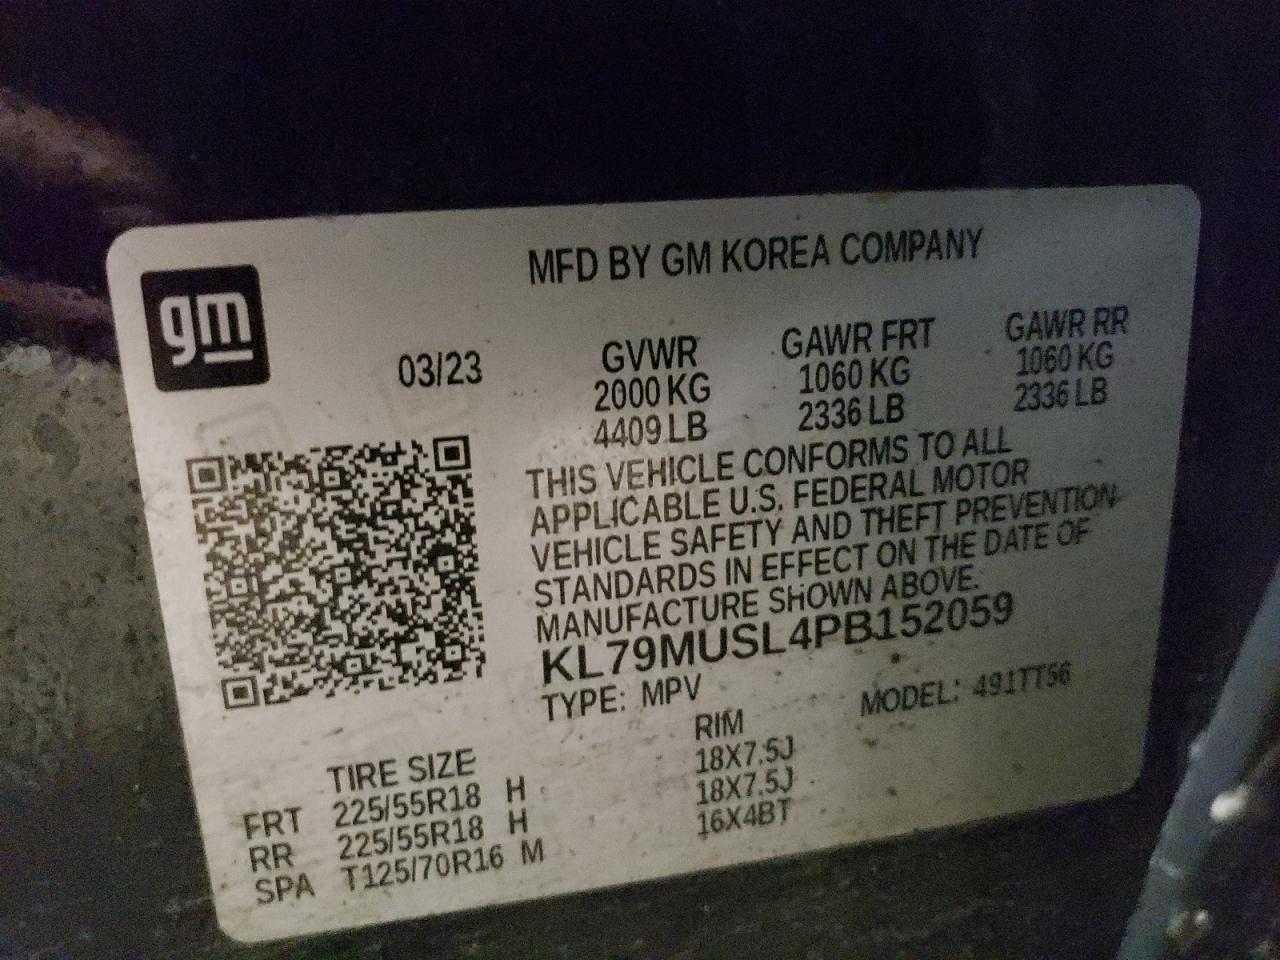 gm
MFD BY GM KOREA COMPANY
03/23 GVWR GAWR FRT GAWR RR
2000 KG 1060 KG 1060 KG
4409 LB 2336 LB 2336 LB
THIS VEHICLE CONFORMS TO ALL
APPLICABLE U.S. FEDERAL MOTOR
VEHICLE SAFETY AND THEFT PREVENTION
STANDARDS IN EFFECT ON THE DATE OF
MANUFACTURE SHOWN ABOVE.
KL79MUSL4PB152059
TYPE: MPV MODEL: 491TT56
TIRE SIZE RIM
FRT 225/55R18 H 18X7.5J
RR 225/55R18 H 18X7.5J
SPA T125/70R16 M 16X4BT